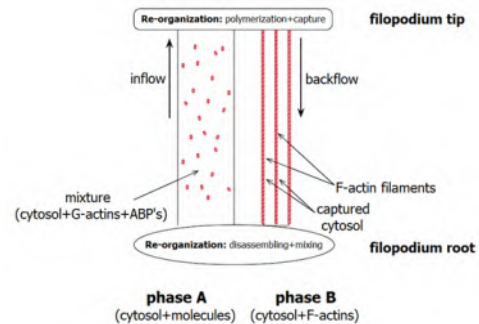 Re-organization: polymerization+capture
filopodium tip
inflow
backflow
mixture
(cytosol+G-actins+ABP's)
F-actin filaments
captured
cytosol
Re-organization: disassembling+mixing
filopodium root
phase A
(cytosol+molecules)
phase B
(cytosol+F-actins)